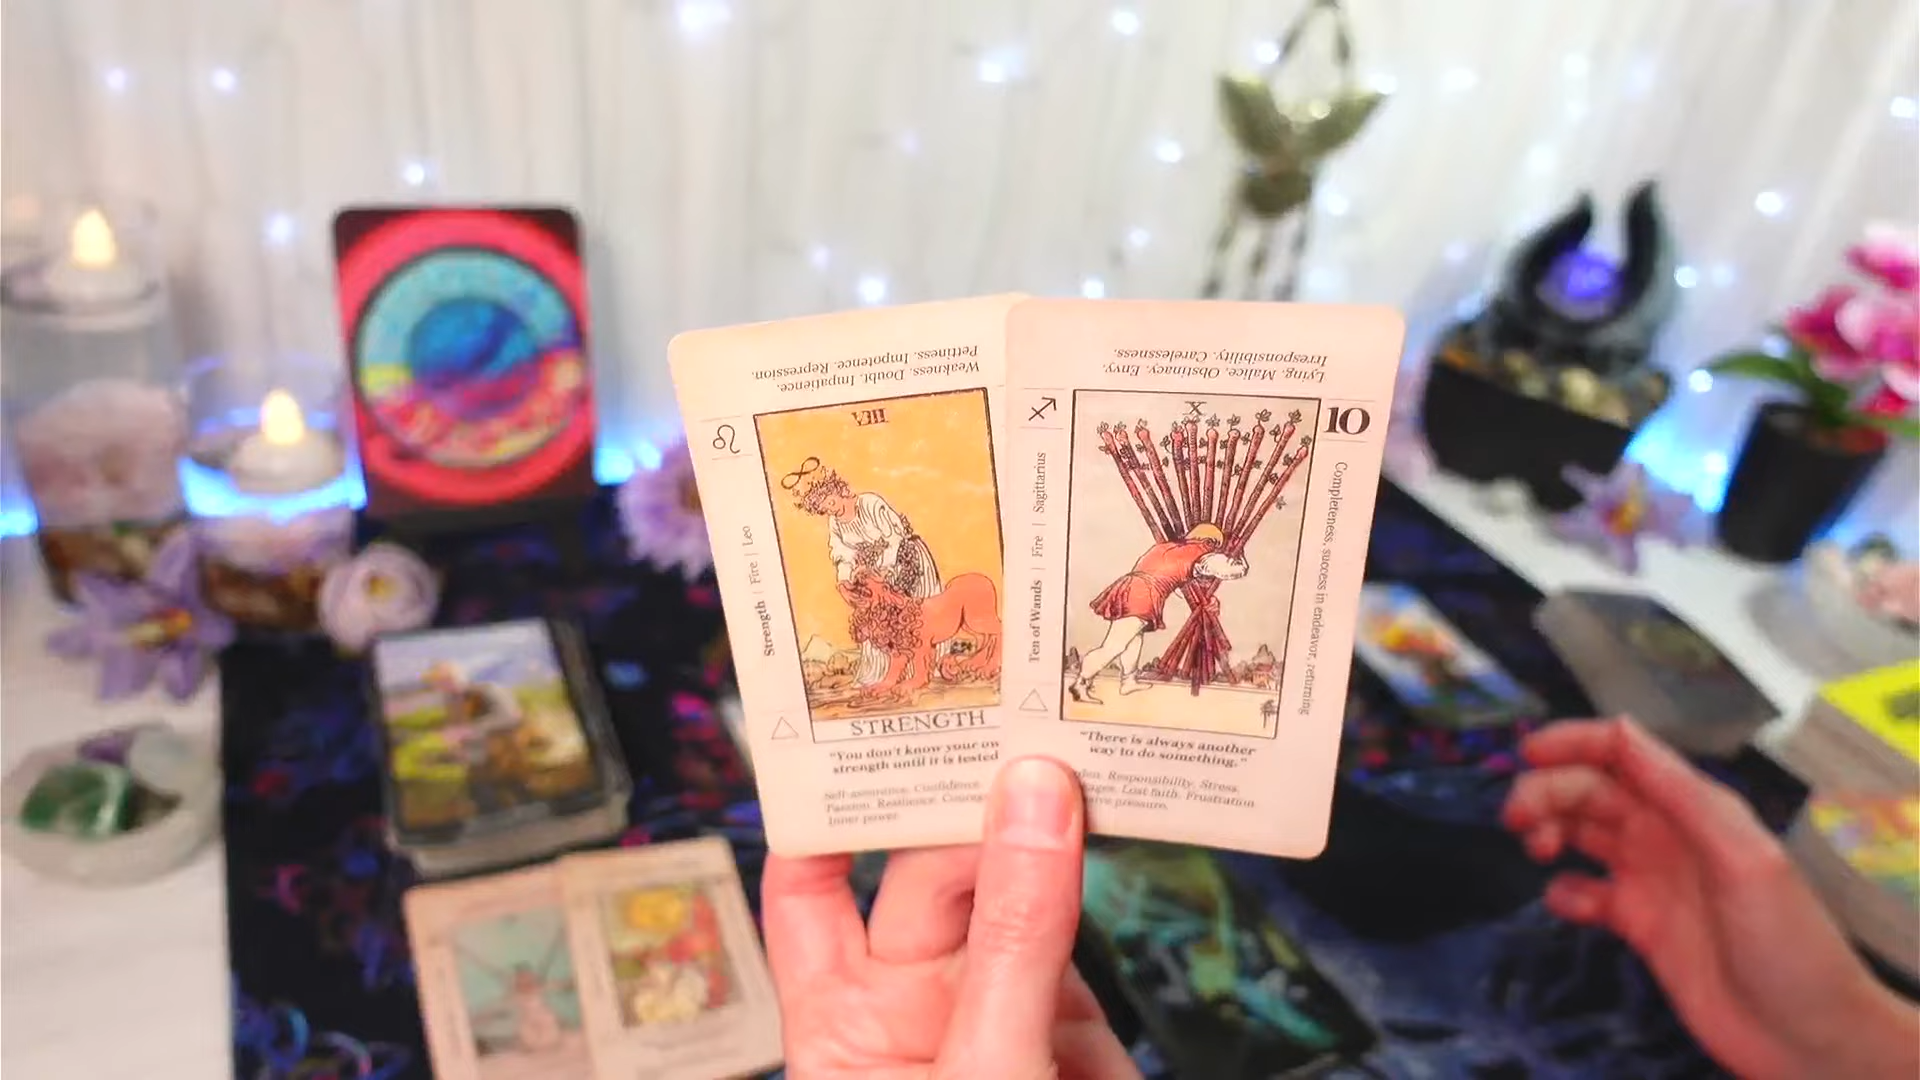 Weakness. Doubt. Impatience.
Pettiness. Impotence. Repression.
VIII
Strength | Fire | Leo
STRENGTH
"You don't know your
strength until it is tested
Self-assurance. Confidence.
Passion. Resilience.
Inner power.
Lying. Malice. Obstinacy. Envy.
Irresponsibility. Carelessness.
X
10
Ten of Wands | Fire | Sagittarius
Completeness, success in endeavor, returning
"There is always another
way to do something."
Responsibility. Stress.
Lost faith. Frustration
pressure.